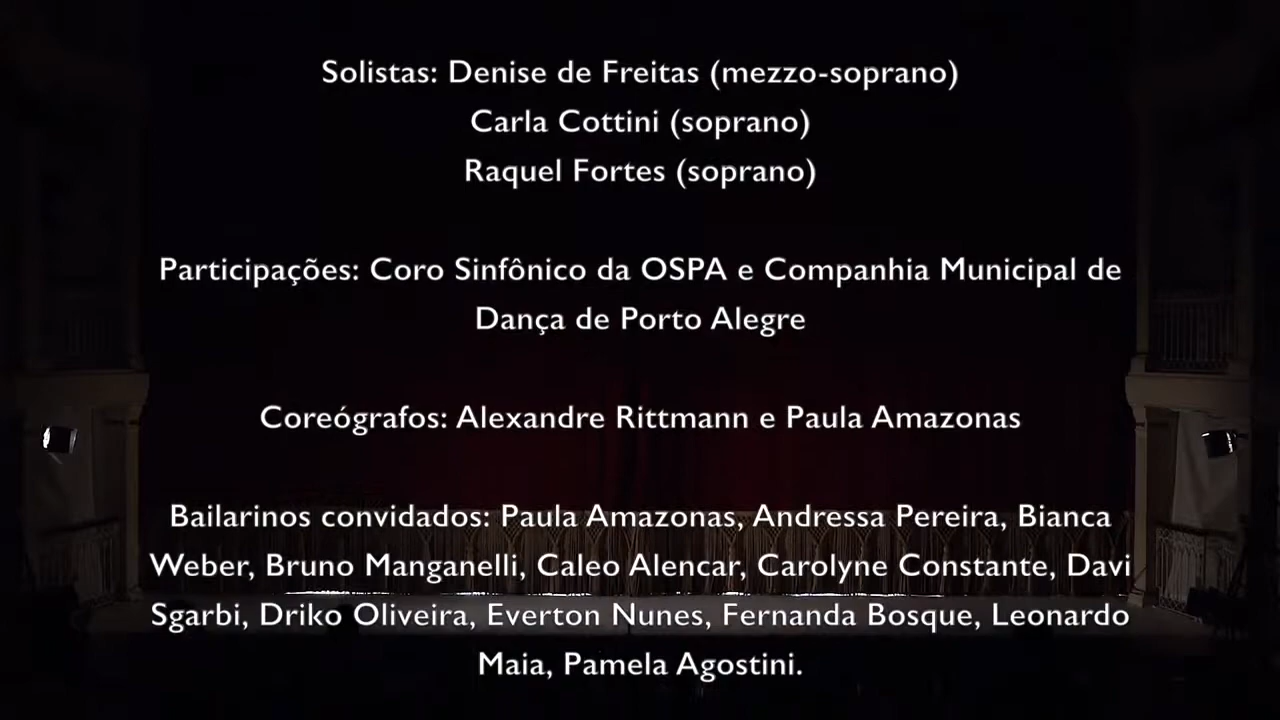 Solistas: Denise de Freitas (mezzo-soprano)
Carla Cottini (soprano)
Raquel Fortes (soprano)
Participações: Coro Sinfônico da OSPA e Companhia Municipal de
Dança de Porto Alegre
Coreógrafos: Alexandre Rittmann e Paula Amazonas
Bailarinos convidados: Paula Amazonas, Andressa Pereira, Bianca
Weber, Bruno Manganelli, Caleo Alencar, Carolyne Constante, Davi
Sgarbi, Driko Oliveira, Everton Nunes, Fernanda Bosque, Leonardo
Maia, Pamela Agostini.